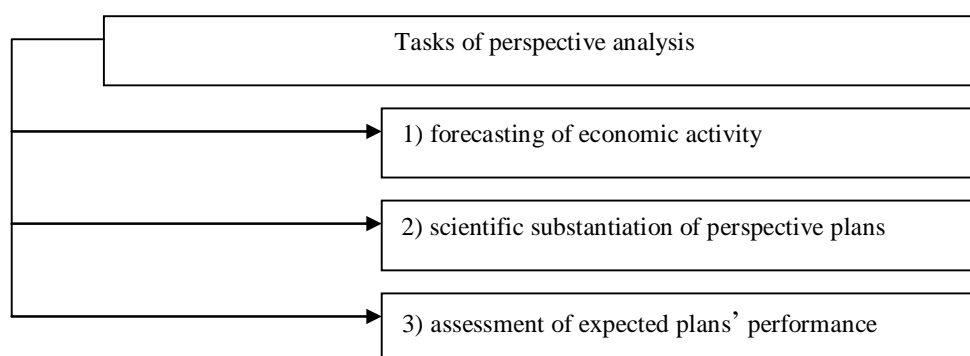 Tasks of perspective analysis
1) forecasting of economic activity
2) scientific substantiation of perspective plans
3) assessment of expected plans’ performance